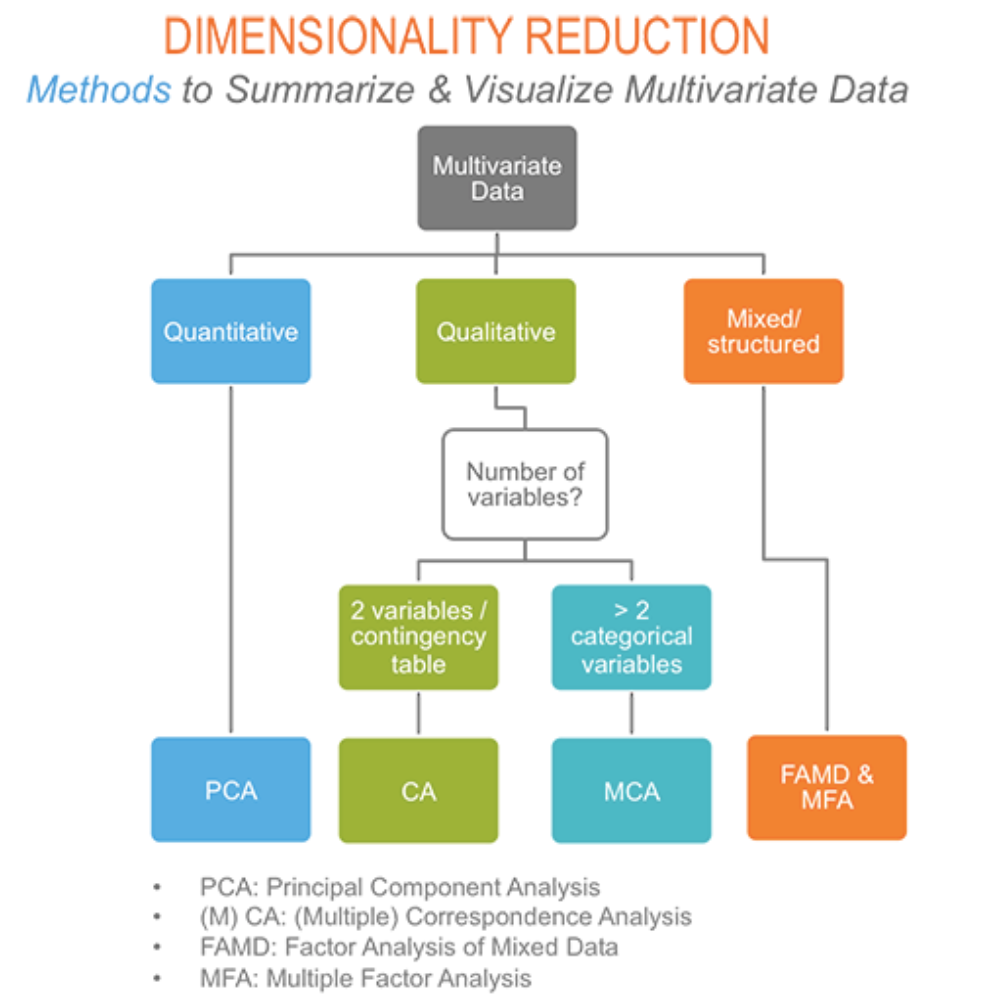 DIMENSIONALITY REDUCTION
Methods to Summarize & Visualize Multivariate Data
Multivariate
Data
Quantitative
Qualitative
Mixed/
structured
Number of
variables?
2 variables /
contingency
table
> 2
categorical
variables
PCA
CA
MCA
FAMD &
MFA
• PCA: Principal Component Analysis
• (M) CA: (Multiple) Correspondence Analysis
• FAMD: Factor Analysis of Mixed Data
• MFA: Multiple Factor Analysis